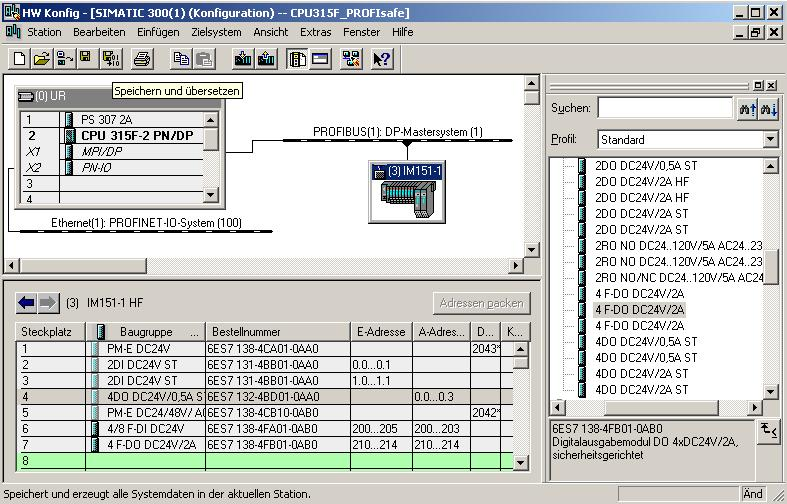 HW Konfig - [SIMATIC 300(1) (Konfiguration) -- CPU315F_PROFIsafe]
Station Bearbeiten Einfügen Zielsystem Ansicht Extras Fenster Hilfe
Speichern und übersetzen
(0) UR
1 PS 307 2A
2 CPU 315F-2 PN/DP
X1 MPI/DP
X2 PN-IO
3
4
PROFIBUS(1): DP-Mastersystem (1)
(3) IM151-1
Ethernet(1): PROFINET-IO-System (100)
Suchen:
Profil: Standard
2DO DC24V/0,5A ST
2DO DC24V/2A HF
2DO DC24V/2A HF
2DO DC24V/2A ST
2DO DC24V/2A ST
2RO NO DC24..120V/5A AC24..23
2RO NO DC24..120V/5A AC24..23
2RO NO/NC DC24..120V/5A AC24
4 F-DO DC24V/2A
4 F-DO DC24V/2A
4 F-DO DC24V/2A
4DO DC24V/0,5A ST
4DO DC24V/0,5A ST
4DO DC24V/2A ST
4DO DC24V/2A ST
6ES7 138-4FB01-0AB0
Digitalausgabemodul DO 4xDC24V/2A,
sicherheitsgerichtet
(3) IM151-1 HF
Adressen packen
Steckplatz Baugruppe ... Bestellnummer E-Adresse A-Adres... D... K...
1 PM-E DC24V 6ES7 138-4CA01-0AA0 2043*
2 2DI DC24V ST 6ES7 131-4BB01-0AA0 0.0...0.1
3 2DI DC24V ST 6ES7 131-4BB01-0AA0 1.0...1.1
4 4DO DC24V/0,5A S 6ES7 132-4BD01-0AA0 0.0...0.3
5 PM-E DC24/48V/ A 6ES7 138-4CB10-0AB0 2042*
6 4/8 F-DI DC24V 6ES7 138-4FA01-0AB0 200...205 200...203
7 4 F-DO DC24V/2A 6ES7 138-4FB01-0AB0 210...214 210...214
8
Speichert und erzeugt alle Systemdaten in der aktuellen Station.
Änd